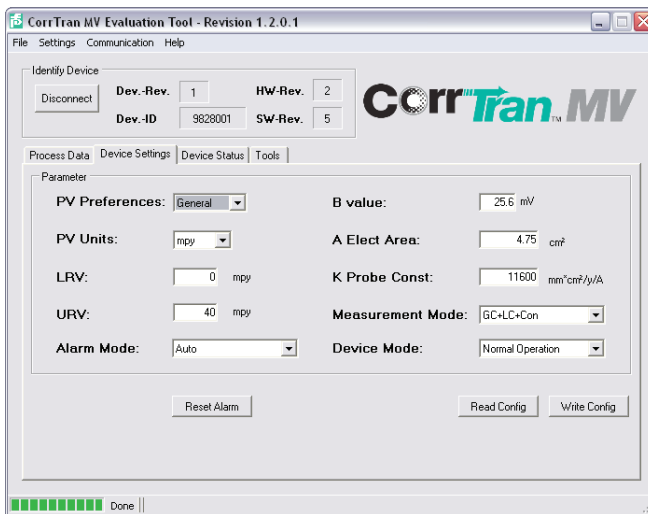 CorrTran MV Evaluation Tool - Revision 1.2.0.1
File Settings Communication Help
Identify Device
Disconnect
Dev.-Rev. 1 HW-Rev. 2
Dev.-ID 9828001 SW-Rev. 5
CorrTran™ MV
Process Data Device Settings Device Status Tools
Parameter
PV Preferences: General B value: 25.6 mV
PV Units: mpy A Elect Area: 4.75 cm²
LRV: 0 mpy K Probe Const: 11600 mm*cm²/y/A
URV: 40 mpy Measurement Mode: GC+LC+Con
Alarm Mode: Auto Device Mode: Normal Operation
Reset Alarm Read Config Write Config
Done